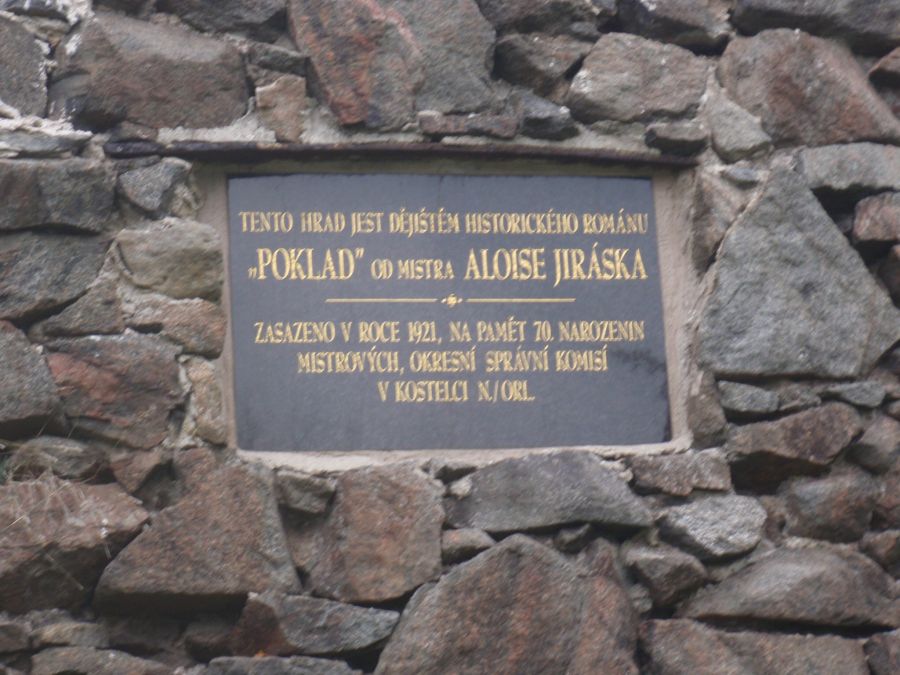 TENTO HRAD JEST DĚJIŠTĚM HISTORICKÉHO ROMÁNU
„POKLAD” OD MISTRA ALOISE JIRÁSKA
ZASAZENO V ROCE 1921, NA PAMĚT 70. NAROZENIN
MISTROVÝCH, OKRESNÍ SPRÁVNÍ KOMISÍ
V KOSTELCI N./ORL.